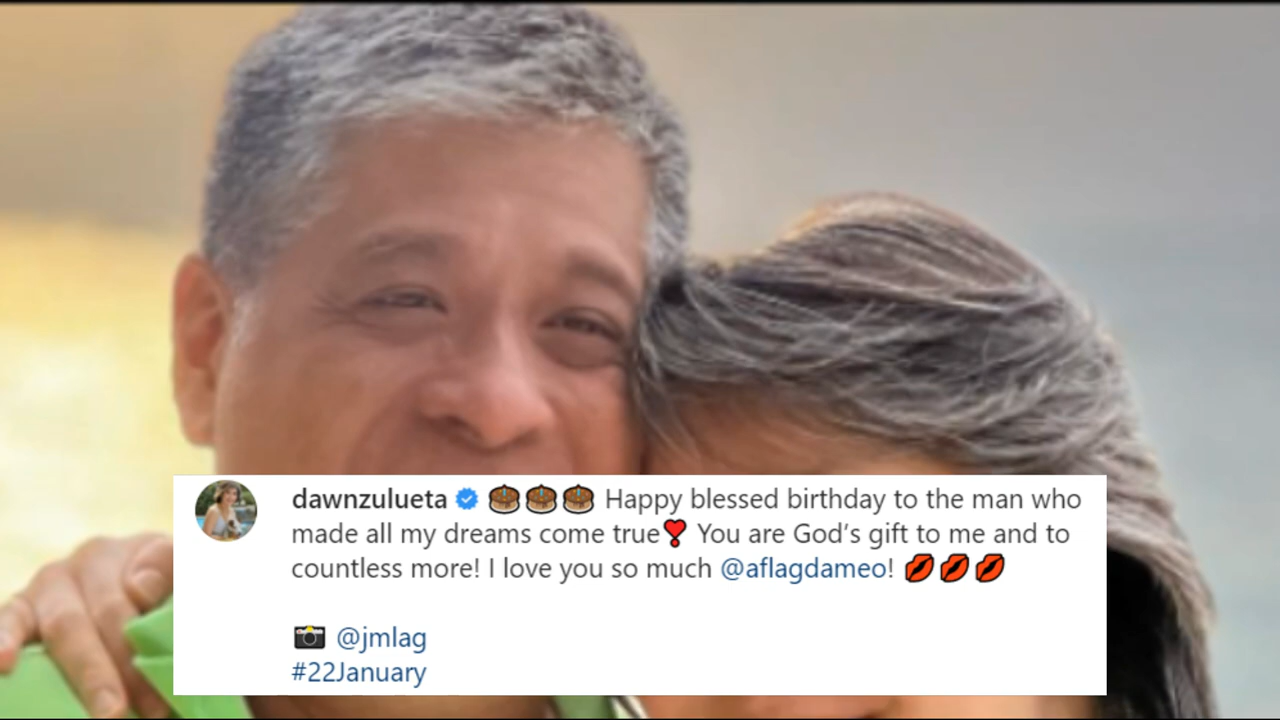 dawnzulueta 🎂🎂🎂 Happy blessed birthday to the man who
made all my dreams come true❣️ You are God’s gift to me and to
countless more! I love you so much @aflagdameo! 💋💋💋
📸 @jmlag
#22January